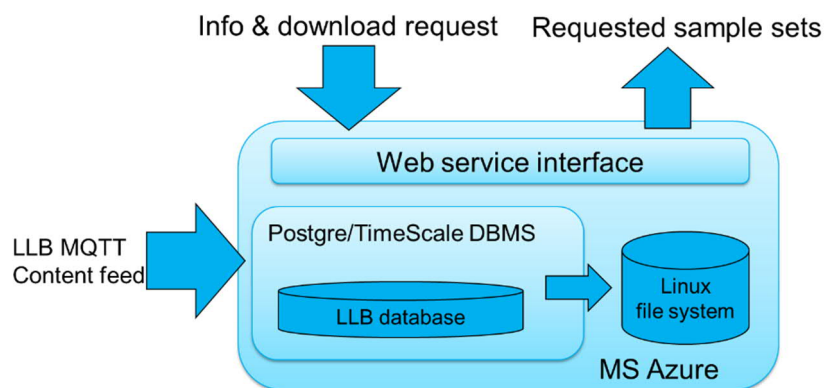 Info & download request
Requested sample sets
Web service interface
Postgre/TimeScale DBMS
LLB MQTT
Content feed
LLB database
Linux
file system
MS Azure